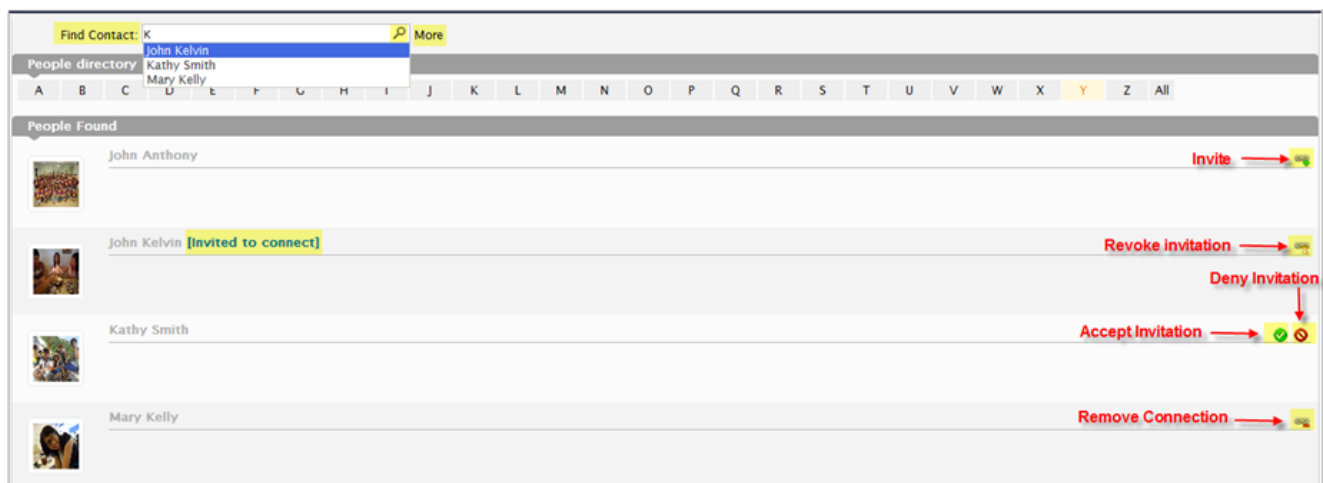 Find Contact: K More
John Kelvin
Kathy Smith
Mary Kelly
People directory
A B C D E F G H I J K L M N O P Q R S T U V W X Y Z All
People Found
John Anthony Invite
John Kelvin [Invited to connect] Revoke invitation
Deny Invitation
Kathy Smith Accept Invitation
Mary Kelly Remove Connection